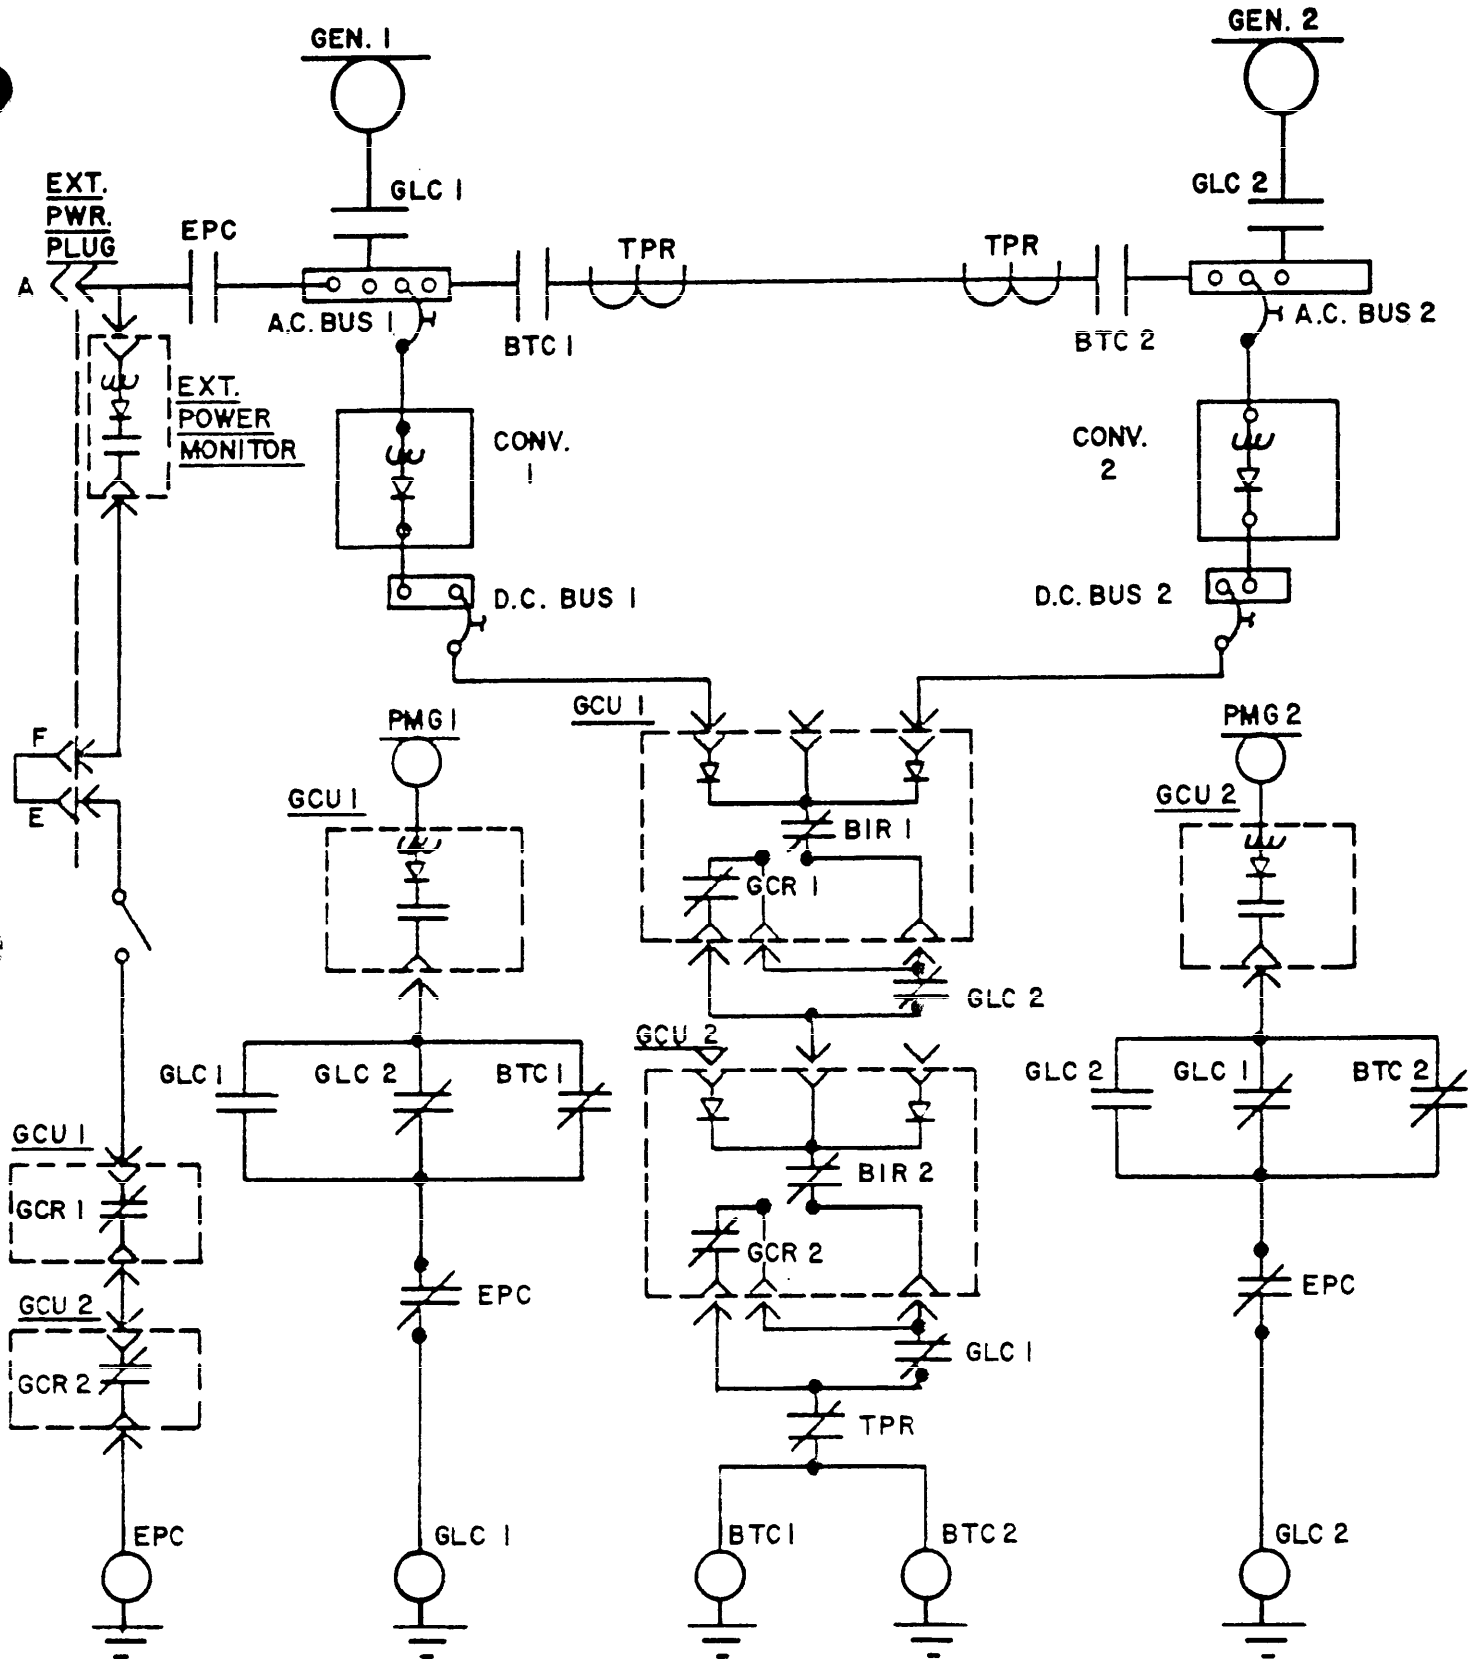 GEN. 1
GEN. 2
GLC 1
GLC 2
EXT.
PWR.
PLUG
EPC
TPR
TPR
A
A.C. BUS 1
A.C. BUS 2
BTC 1
BTC 2
EXT.
POWER
MONITOR
CONV.
1
CONV.
2
D.C. BUS 1
D.C. BUS 2
GCU 1
PMG 1
PMG 2
F
E
GCU 1
GCU 2
BIR 1
GCR 1
GLC 2
GCU 2
GLC 1
GLC 2
BTC 1
GLC 2
GLC 1
BTC 2
GCU 1
GCR 1
BIR 2
GCR 2
EPC
EPC
GCU 2
GCR 2
GLC 1
TPR
EPC
GLC 1
BTC 1
BTC 2
GLC 2